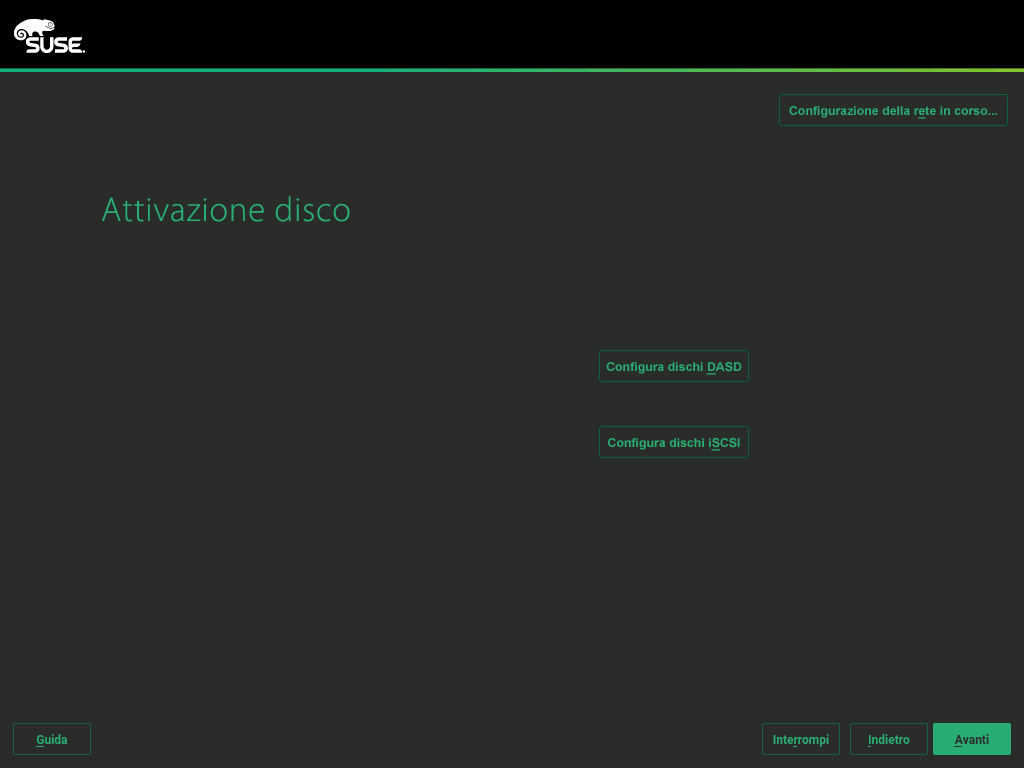 SUSE.
Configurazione della rete in corso...
Attivazione disco
Configura dischi DASD
Configura dischi iSCSI
Guida
Interrompi
Indietro
Avanti